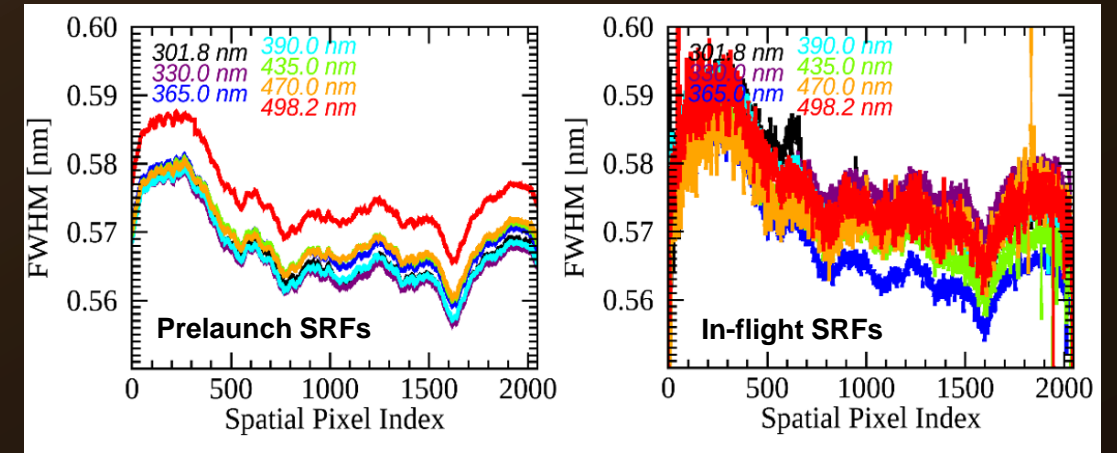 0.60
0.59
0.58
0.57
0.56
FWHM [nm]
301.8 nm 390.0 nm
330.0 nm 435.0 nm
365.0 nm 470.0 nm
498.2 nm
Prelaunch SRFs
0 500 1000 1500 2000
Spatial Pixel Index
0.60
0.59
0.58
0.57
0.56
FWHM [nm]
301.8 nm 390.0 nm
330.0 nm 435.0 nm
365.0 nm 470.0 nm
498.2 nm
In-flight SRFs
0 500 1000 1500 2000
Spatial Pixel Index